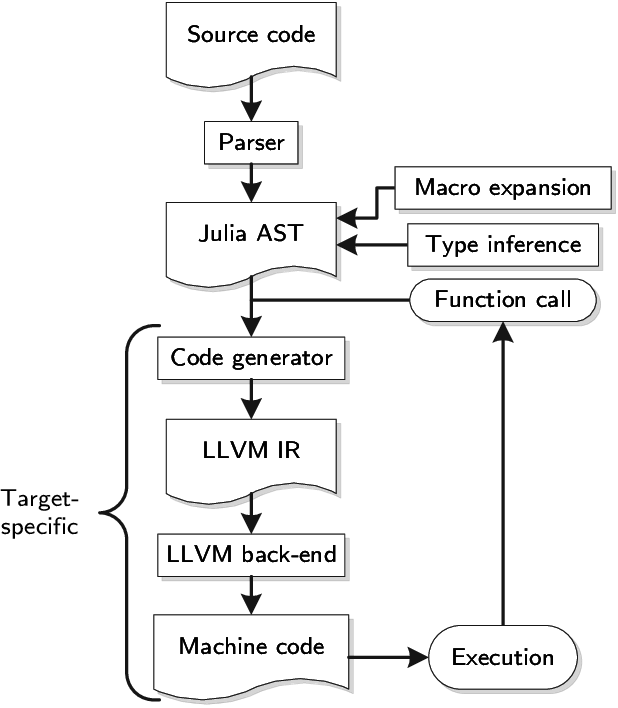 Source code
Parser
Macro expansion
Julia AST
Type inference
Function call
Code generator
LLVM IR
Target-
specific
LLVM back-end
Machine code
Execution